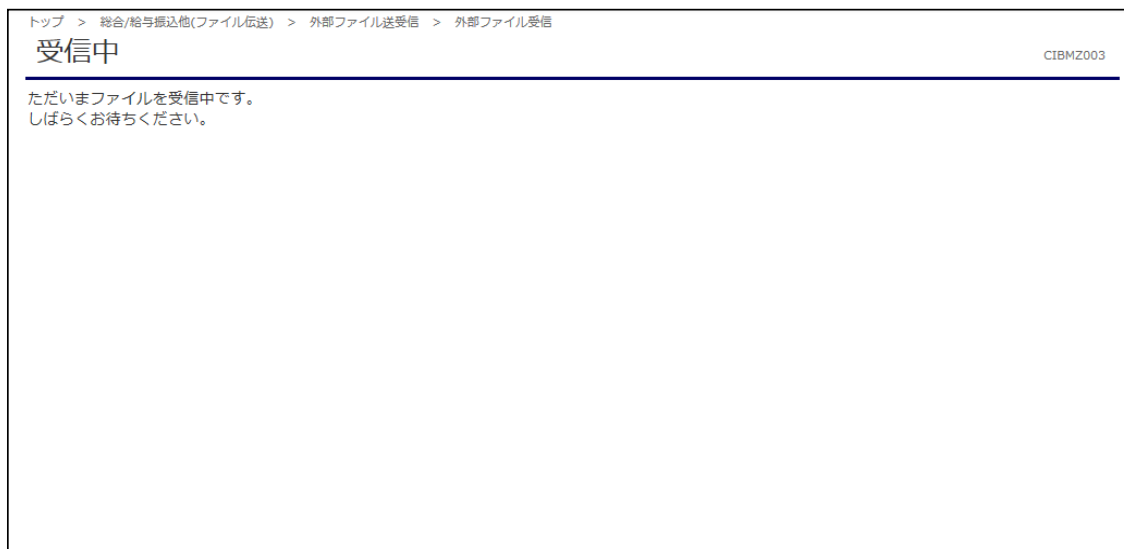 トップ > 総合/給与振込他(ファイル伝送) > 外部ファイル送受信 > 外部ファイル受信
受信中
CIBMZ003
ただいまファイルを受信中です。
しばらくお待ちください。